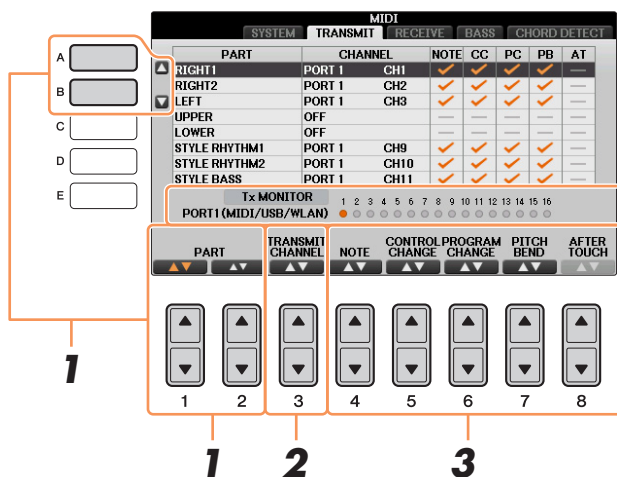 MIDI
SYSTEM TRANSMIT RECEIVE BASS CHORD DETECT
PART CHANNEL NOTE CC PC PB AT
RIGHT1 PORT 1 CH1
RIGHT2 PORT 1 CH2
LEFT PORT 1 CH3
UPPER OFF
LOWER OFF
STYLE RHYTHM1 PORT 1 CH9
STYLE RHYTHM2 PORT 1 CH10
STYLE BASS PORT 1 CH11
A
B
C
D
E
Tx MONITOR 1 2 3 4 5 6 7 8 9 10 11 12 13 14 15 16
PORT1 (MIDI/USB/WLAN)
PART
TRANSMIT
CHANNEL
NOTE
CONTROL
CHANGE
PROGRAM
CHANGE
PITCH
BEND
AFTER
TOUCH
1 2 3 4 5 6 7 8
1
1 2 3